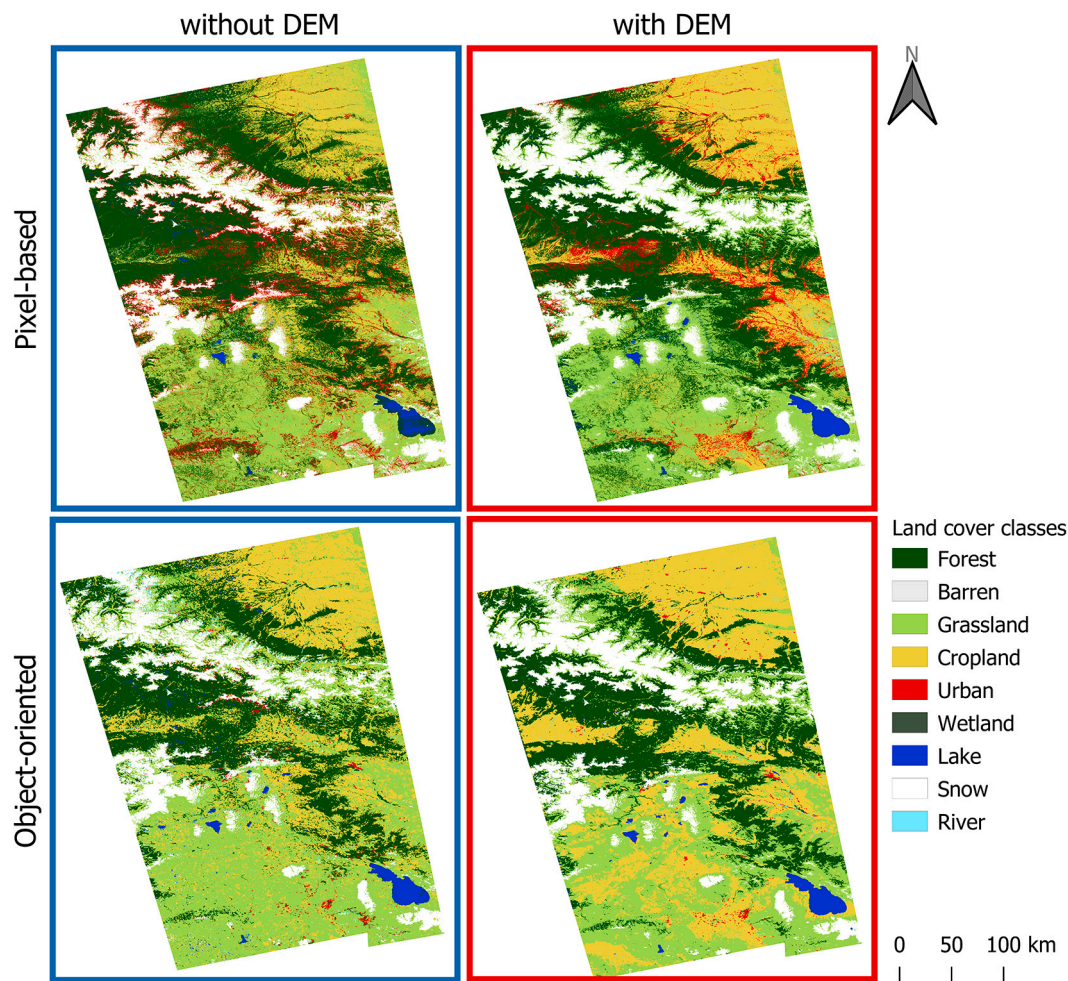 without DEM
with DEM
N
Pixel-based
Object-oriented
Land cover classes
Forest
Barren
Grassland
Cropland
Urban
Wetland
Lake
Snow
River
0 50 100 km